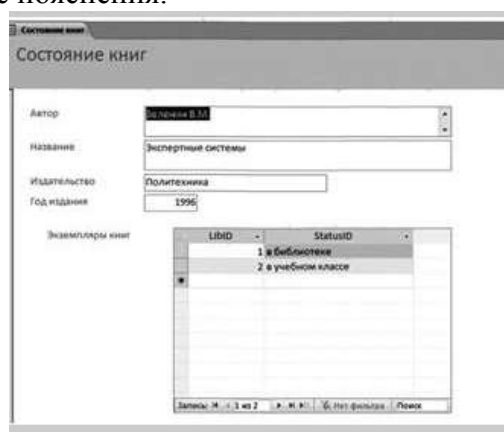 е пояснения.
Состояние книг
Состояние книг
Автор
В.М.
Название
Экспертные системы
Издательство
Политехника
Год издания
1996
Экземпляры книг
LibID StatusID
1 в библиотеке
2 в учебном классе
Запись: 1 из 2 Нет фильтра Поиск